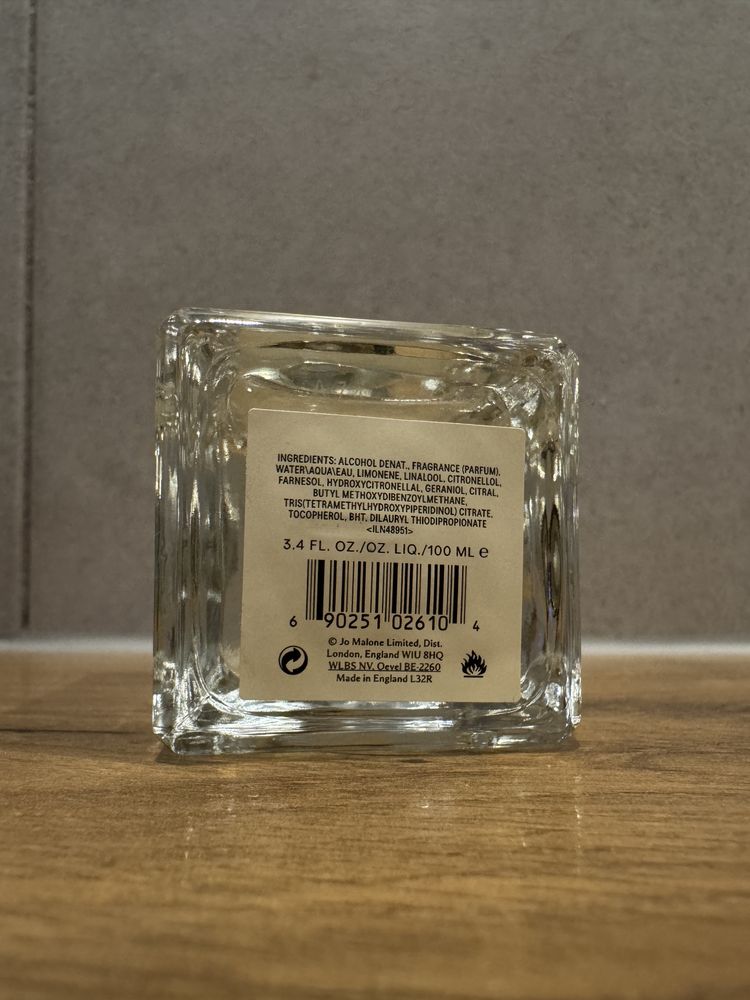 INGREDIENTS: ALCOHOL DENAT., FRAGRANCE (PARFUM),
WATER\AQUA\EAU, LIMONENE, LINALOOL, CITRONELLOL,
FARNESOL, HYDROXYCITRONELLAL, GERANIOL, CITRAL,
BUTYL METHOXYDIBENZOYLMETHANE,
TRIS(TETRAMETHYLHYDROXYPIPERIDINOL) CITRATE,
TOCOPHEROL, BHT, DILAURYL THIODIPROPIONATE
<ILN48951>
3.4 FL. OZ./OZ. LIQ./100 ML e
6 90251 02610 4
© Jo Malone Limited, Dist.
London, England W1U 8HQ
WLBS NV. Oevel BE-2260
Made in England L32R